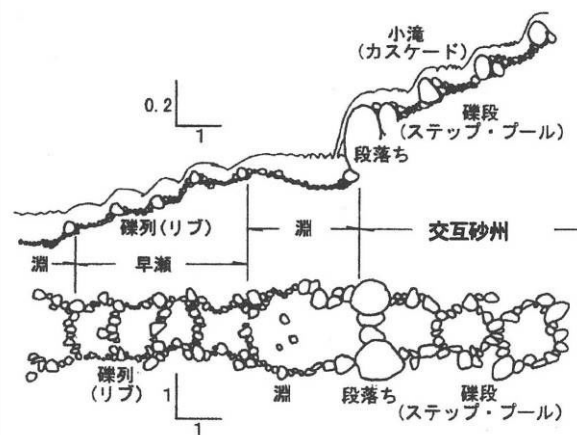 小滝
(カスケード)
0.2
1
礫段
(ステップ・プール)
段落ち
礫列(リブ)
淵
交互砂州
淵
早瀬
礫列
(リブ)
1
1
淵
段落ち
礫段
(ステップ・プール)